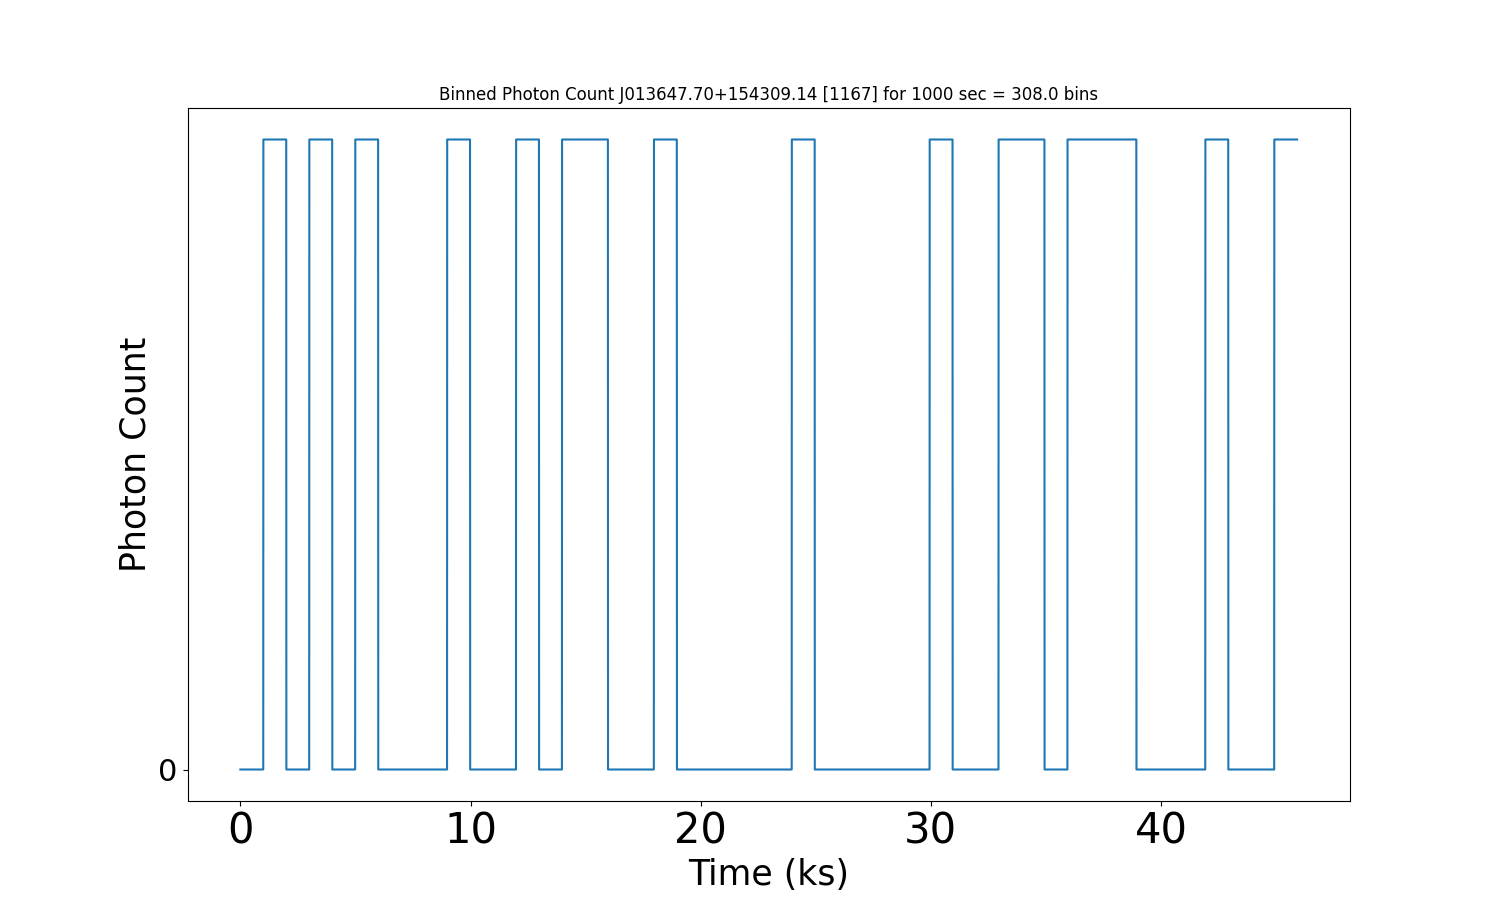 Binned Photon Count J013647.70+154309.14 [1167] for 1000 sec = 308.0 bins
Photon Count
0
0 10 20 30 40
Time (ks)